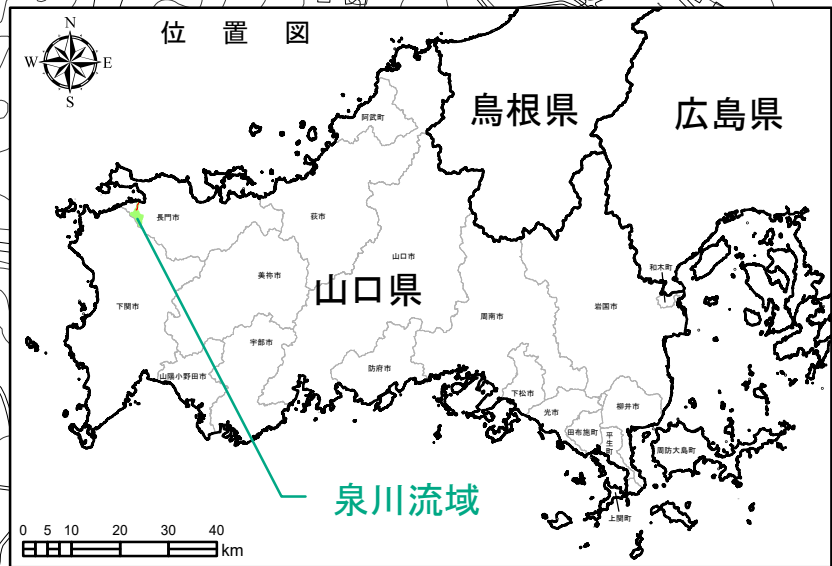 位 置 図
N
W E
S
鳥根県
広島県
阿武町
萩市
長門市
山口市
和木町
美祢市
山口県
下関市
岩国市
周南市
宇部市
防府市
山陽小野田市
下松市
光市
柳井市
田布施町
平生町
周防大島町
上関町
泉川流域
0 5 10 20 30 40
km